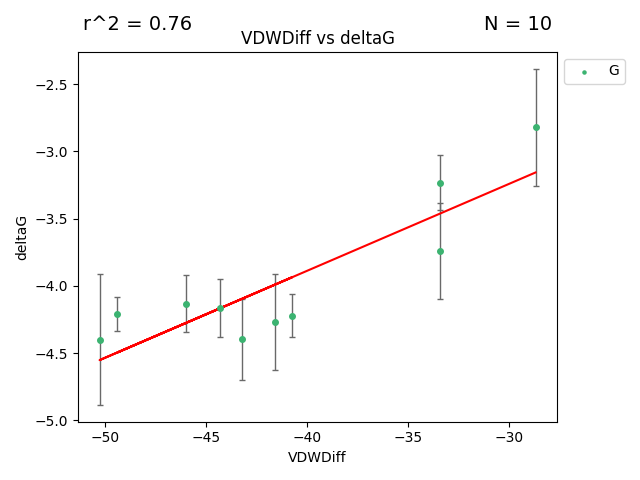 r^2 = 0.76
N = 10
VDWDiff vs deltaG
G
−2.5
−3.0
−3.5
−4.0
−4.5
−5.0
deltaG
−50
−45
−40
−35
−30
VDWDiff